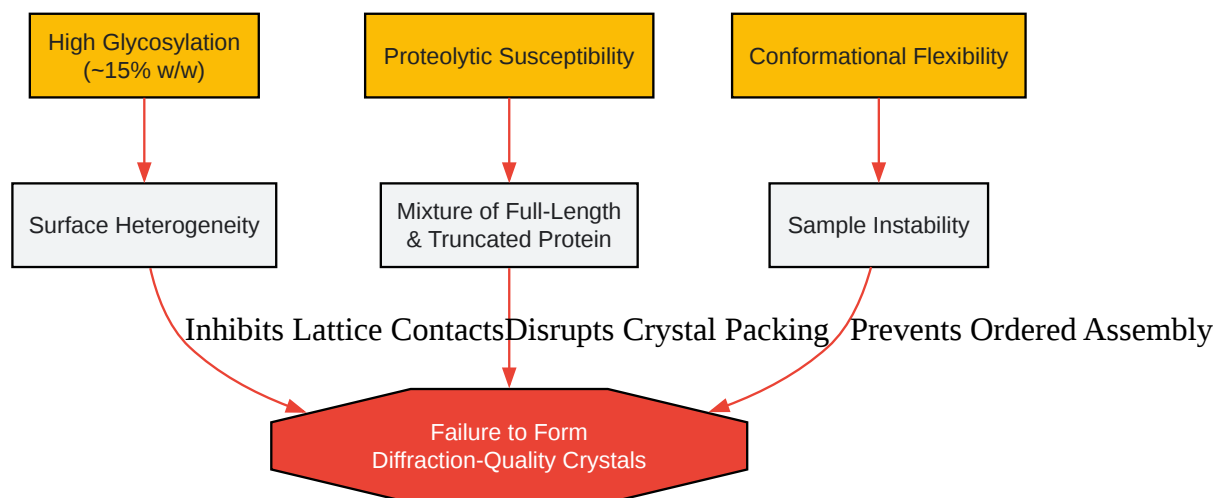 High Glycosylation
(~15% w/w)
Proteolytic Susceptibility
Conformational Flexibility
Surface Heterogeneity
Mixture of Full-Length
& Truncated Protein
Sample Instability
Inhibits Lattice Contacts
Disrupts Crystal Packing
Prevents Ordered Assembly
Failure to Form
Diffraction-Quality Crystals